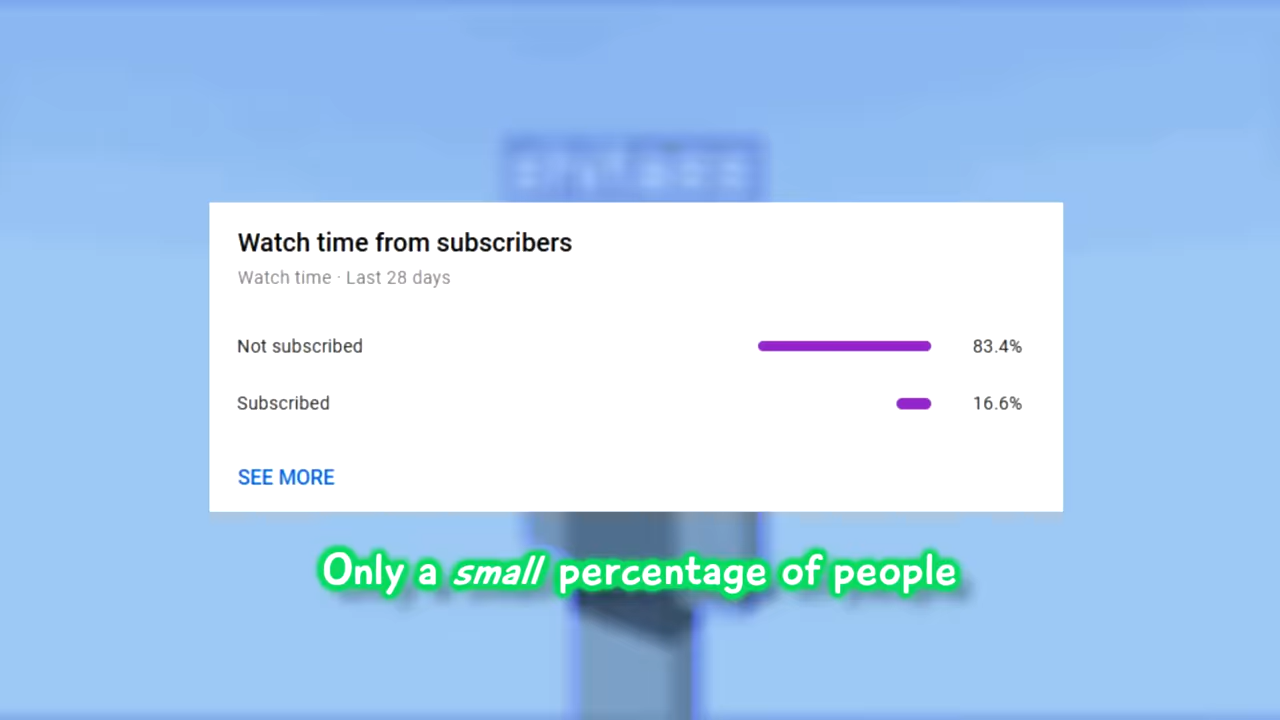 Watch time from subscribers
Watch time · Last 28 days
Not subscribed 83.4%
Subscribed 16.6%
SEE MORE
Only a small percentage of people